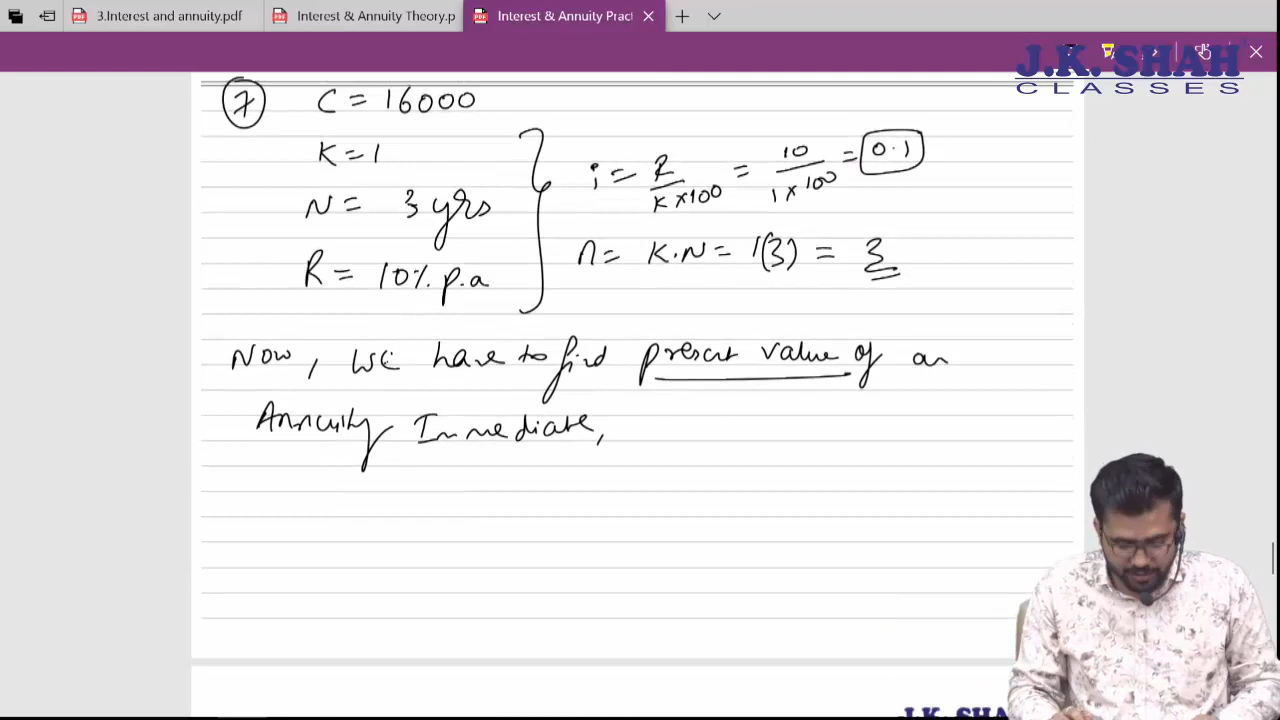 3.Interest and annuity.pdf
Interest & Annuity Theory.p
Interest & Annuity Pract
J.K. SHAH
CLASSES
7 C = 16000
K = 1
N = 3 yrs
R = 10% p.a
i = R / K × 100 = 10 / 1 × 100 = 0.1
n = K.N = 1(3) = 3
Now, we have to find present value of an
Annuity Immediate,
J.K. SHA